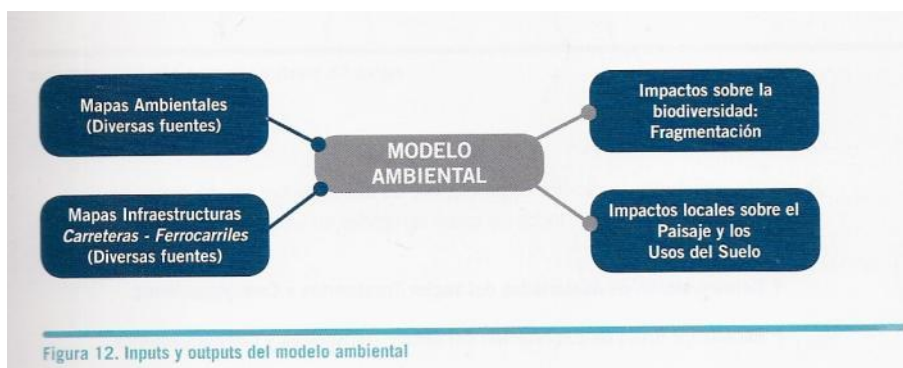 Mapas Ambientales
(Diversas fuentes)
Mapas Infraestructuras
Carreteras - Ferrocarriles
(Diversas fuentes)
MODELO
AMBIENTAL
Impactos sobre la
biodiversidad:
Fragmentación
Impactos locales sobre el
Paisaje y los
Usos del Suelo
Figura 12. Inputs y outputs del modelo ambiental